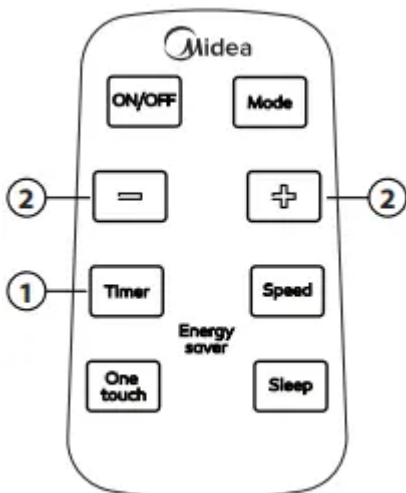 Midea
ON/OFF
Mode
2
2
Timer
1
Speed
Energy
saver
One
touch
Sleep